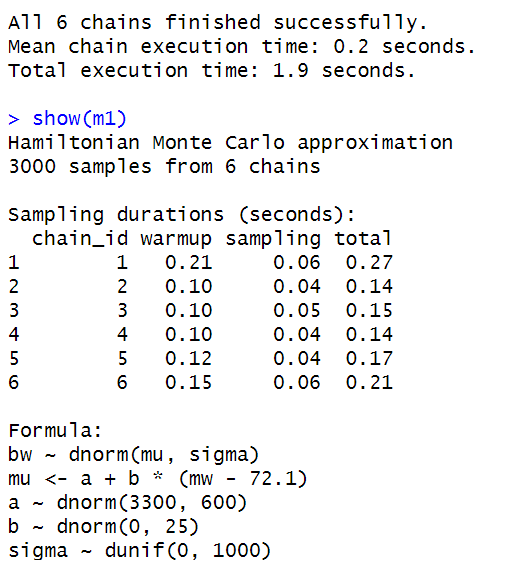 All 6 chains finished successfully.
Mean chain execution time: 0.2 seconds.
Total execution time: 1.9 seconds.
> show(m1)
Hamiltonian Monte Carlo approximation
3000 samples from 6 chains
Sampling durations (seconds):
chain_id warmup sampling total
1 1 0.21 0.06 0.27
2 2 0.10 0.04 0.14
3 3 0.10 0.05 0.15
4 4 0.10 0.04 0.14
5 5 0.12 0.04 0.17
6 6 0.15 0.06 0.21
Formula:
bw ~ dnorm(mu, sigma)
mu <- a + b * (mw - 72.1)
a ~ dnorm(3300, 600)
b ~ dnorm(0, 25)
sigma ~ dunif(0, 1000)